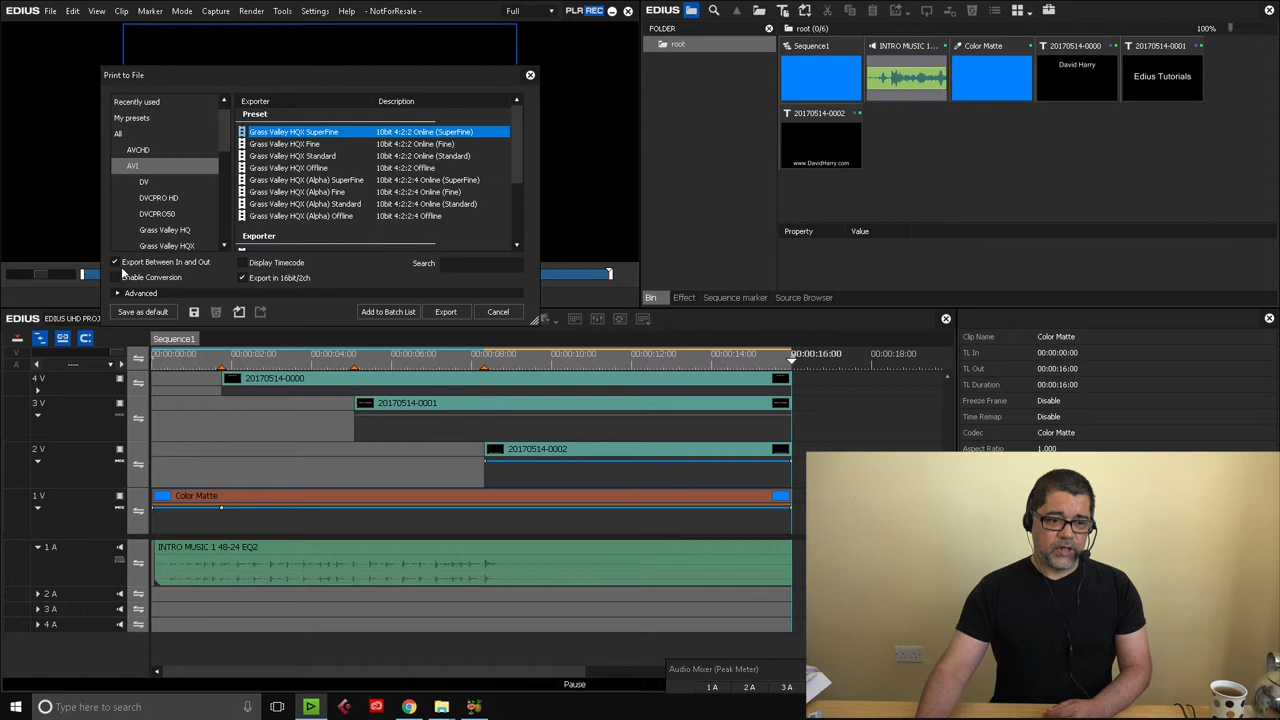 EDIUS File Edit View Clip Marker Mode Capture Render Tools Settings Help - NotForResale - Full PLR REC
Print to File
Recently used
My presets
All
AVCHD
AVI
DV
DVCPRO HD
DVCPRO50
Grass Valley HQ
Grass Valley HQX
Exporter Description
Preset
Grass Valley HQX SuperFine 10bit 4:2:2 Online (SuperFine)
Grass Valley HQX Fine 10bit 4:2:2 Online (Fine)
Grass Valley HQX Standard 10bit 4:2:2 Online (Standard)
Grass Valley HQX Offline 10bit 4:2:2 Offline
Grass Valley HQX (Alpha) SuperFine 10bit 4:2:2:4 Online (SuperFine)
Grass Valley HQX (Alpha) Fine 10bit 4:2:2:4 Online (Fine)
Grass Valley HQX (Alpha) Standard 10bit 4:2:2:4 Online (Standard)
Grass Valley HQX (Alpha) Offline 10bit 4:2:2:4 Offline
Exporter
Export Between In and Out Display Timecode Search
Enable Conversion Export in 16bit/2ch
Advanced
Save as default Add to Batch List Export Cancel
FOLDER root (0/6) 100%
root
Sequence1 INTRO MUSIC 1... Color Matte 20170514-0000 20170514-0001
David Harry
Edius Tutorials
20170514-0002
www.DavidHarry.com
Property Value
Bin Effect Sequence marker Source Browser
EDIUS EDIUS UHD PROJ
Sequence1
00:00:00:00 00:00:02:00 00:00:04:00 00:00:06:00 00:00:08:00 00:00:10:00 00:00:12:00 00:00:14:00 00:00:16:00 00:00:18:00
V
A
4 V 20170514-0000
3 V 20170514-0001
2 V 20170514-0002
1 V Color Matte
1 A INTRO MUSIC 1 48-24 EQ2
2 A
3 A
4 A
Clip Name Color Matte
TL In 00:00:00:00
TL Out 00:00:16:00
TL Duration 00:00:16:00
Freeze Frame Disable
Time Remap Disable
Codec Color Matte
Aspect Ratio 1.000
Audio Mixer (Peak Meter)
1 A 2 A 3 A
Pause
Type here to search